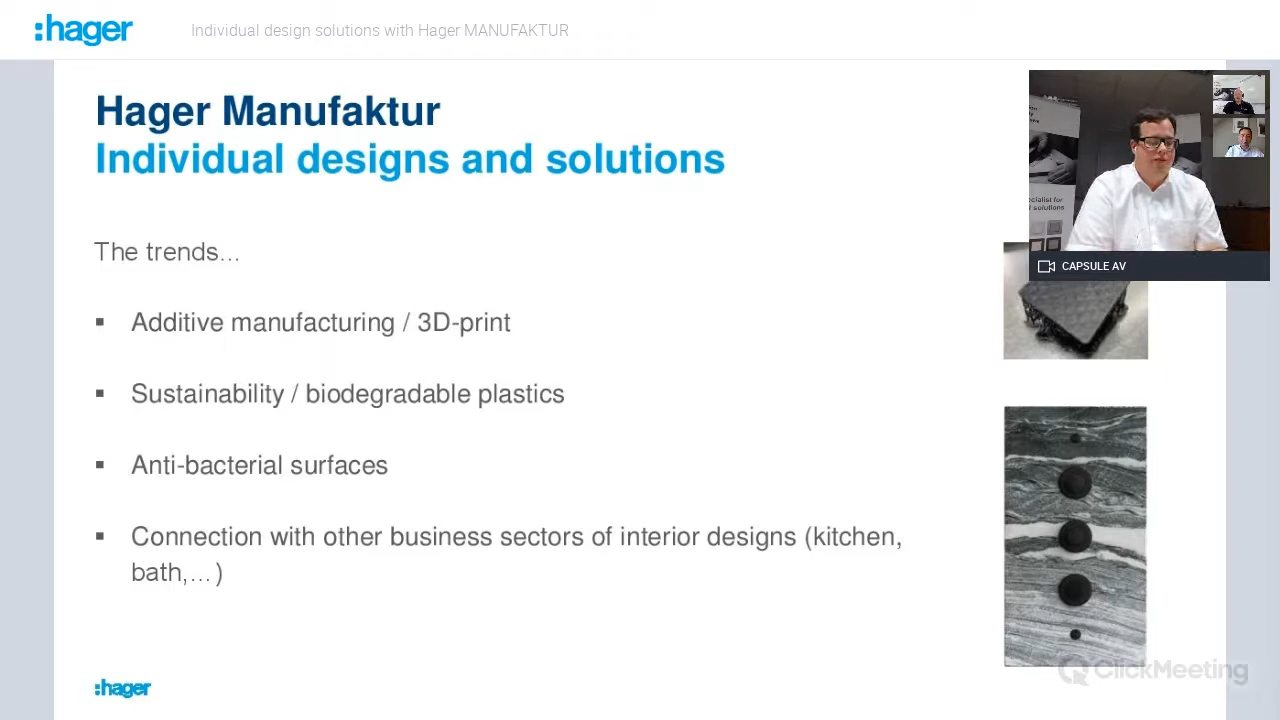 :hager
Individual design solutions with Hager MANUFAKTUR
Hager Manufaktur
Individual designs and solutions
The trends...
▪ Additive manufacturing / 3D-print
▪ Sustainability / biodegradable plastics
▪ Anti-bacterial surfaces
▪ Connection with other business sectors of interior designs (kitchen,
bath,...)
:hager
solutions
CAPSULE AV
ClickMeeting